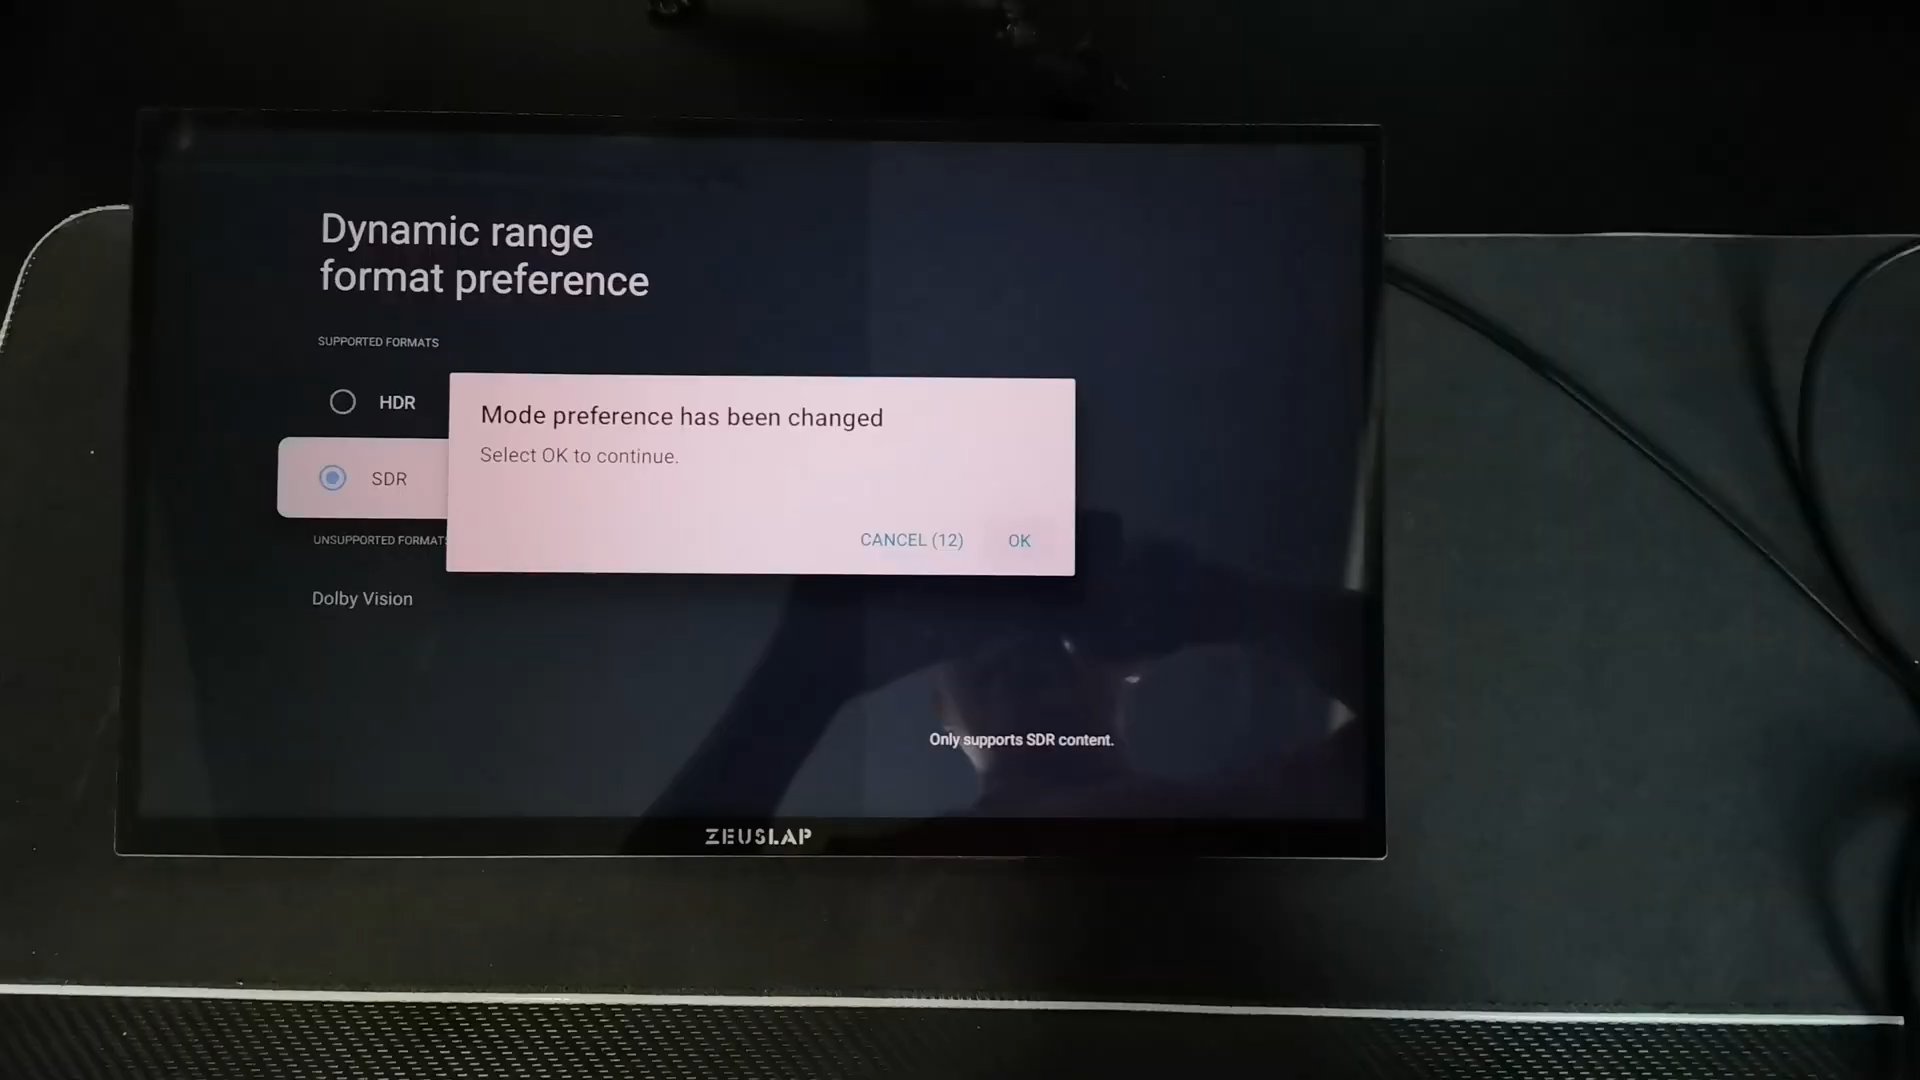 Dynamic range
format preference
SUPPORTED FORMATS
HDR
Mode preference has been changed
Select OK to continue.
SDR
CANCEL (12) OK
UNSUPPORTED FORMATS
Dolby Vision
Only supports SDR content.
ZEUSLAP